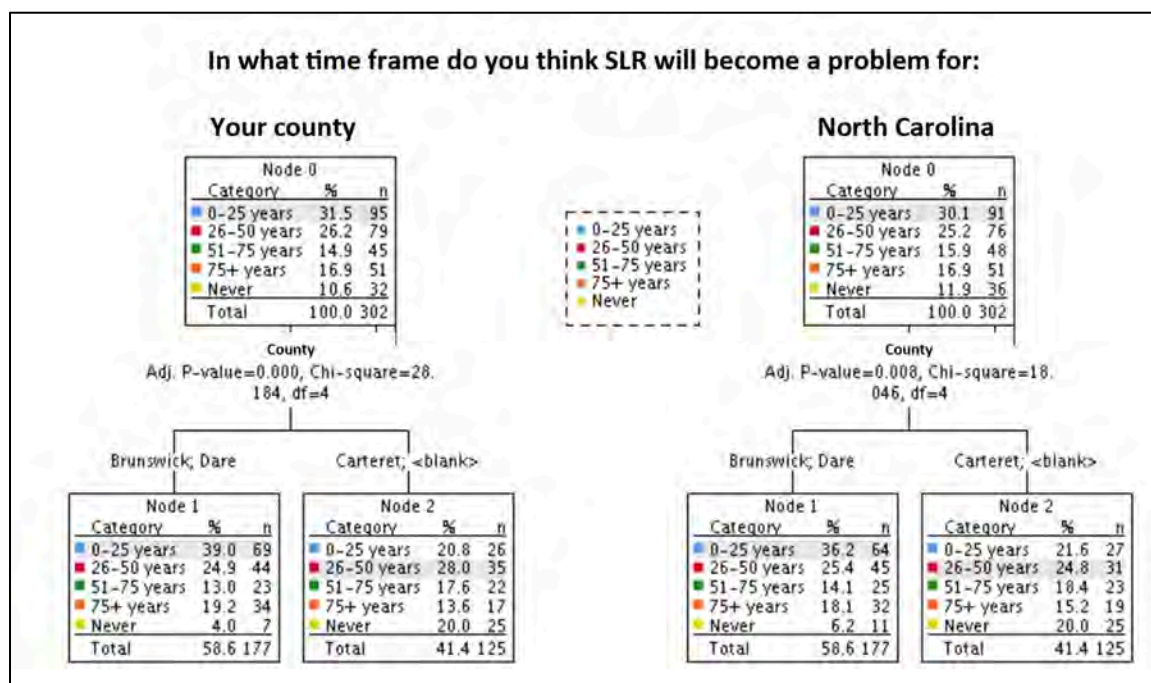 In what time frame do you think SLR will become a problem for:
Your county
Node 0
Category % n
0-25 years 31.5 95
26-50 years 26.2 79
51-75 years 14.9 45
75+ years 16.9 51
Never 10.6 32
Total 100.0 302
County
Adj. P-value=0.000, Chi-square=28.
184, df=4
Brunswick; Dare
Carteret; <blank>
Node 1
Category % n
0-25 years 39.0 69
26-50 years 24.9 44
51-75 years 13.0 23
75+ years 19.2 34
Never 4.0 7
Total 58.6 177
Node 2
Category % n
0-25 years 20.8 26
26-50 years 28.0 35
51-75 years 17.6 22
75+ years 13.6 17
Never 20.0 25
Total 41.4 125
0-25 years
26-50 years
51-75 years
75+ years
Never
North Carolina
Node 0
Category % n
0-25 years 30.1 91
26-50 years 25.2 76
51-75 years 15.9 48
75+ years 16.9 51
Never 11.9 36
Total 100.0 302
County
Adj. P-value=0.008, Chi-square=18.
046, df=4
Brunswick; Dare
Carteret; <blank>
Node 1
Category % n
0-25 years 36.2 64
26-50 years 25.4 45
51-75 years 14.1 25
75+ years 18.1 32
Never 6.2 11
Total 58.6 177
Node 2
Category % n
0-25 years 21.6 27
26-50 years 24.8 31
51-75 years 18.4 23
75+ years 15.2 19
Never 20.0 25
Total 41.4 125